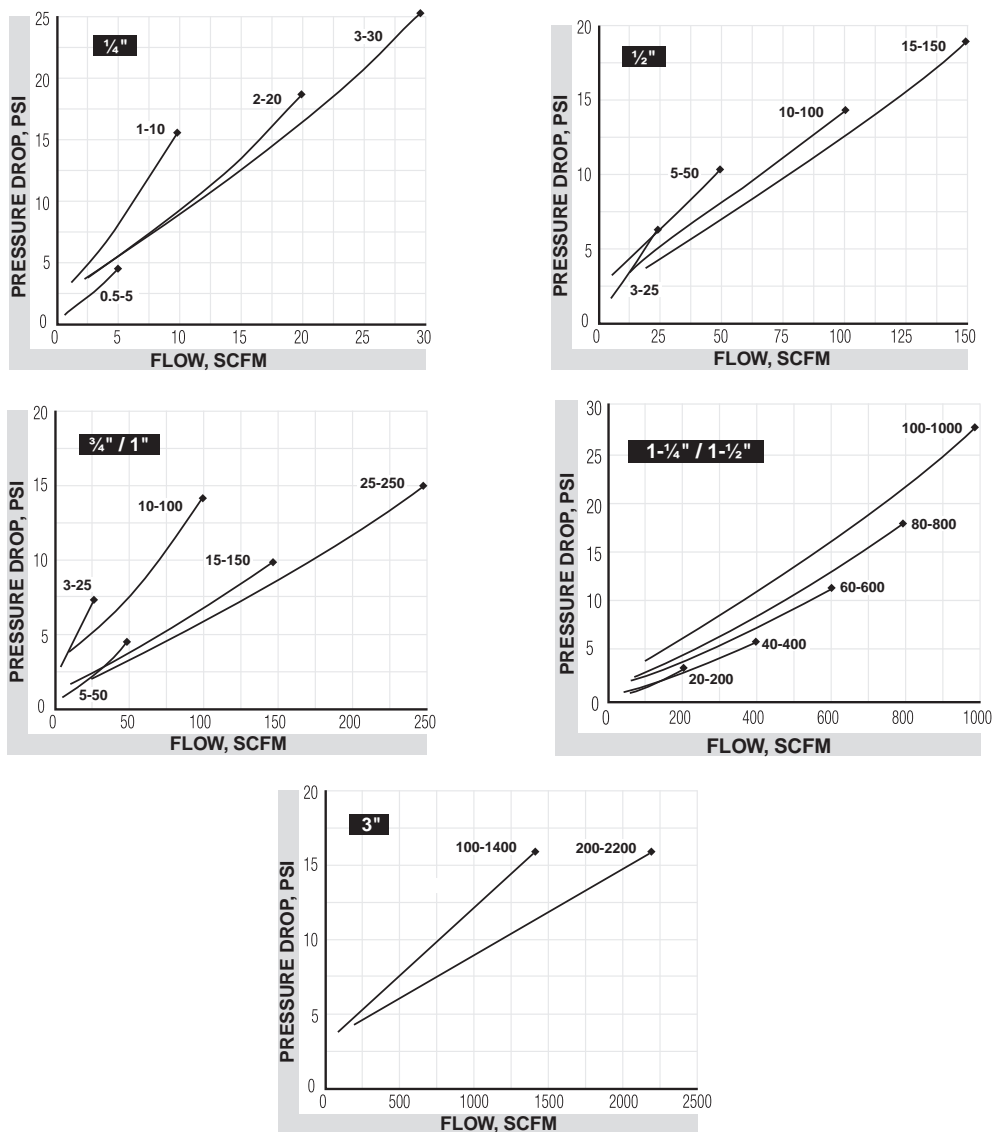 ¼"
PRESSURE DROP, PSI
25
20
15
10
5
0
3-30
2-20
1-10
0.5-5
0 5 10 15 20 25 30
FLOW, SCFM
½"
PRESSURE DROP, PSI
20
15
10
5
0
15-150
10-100
5-50
3-25
0 25 50 75 100 125 150
FLOW, SCFM
¾" / 1"
PRESSURE DROP, PSI
20
15
10
5
0
25-250
10-100
15-150
3-25
5-50
0 50 100 150 200 250
FLOW, SCFM
1-¼" / 1-½"
PRESSURE DROP, PSI
30
25
20
15
10
5
0
100-1000
80-800
60-600
40-400
20-200
0 200 400 600 800 1000
FLOW, SCFM
3"
PRESSURE DROP, PSI
20
15
10
5
0
100-1400 200-2200
0 500 1000 1500 2000 2500
FLOW, SCFM